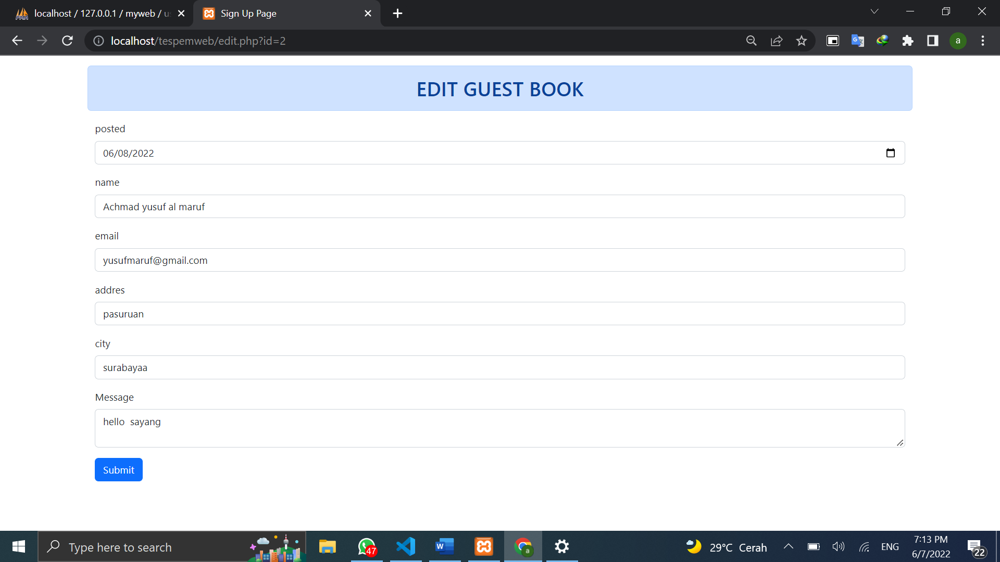 localhost / 127.0.0.1 / myweb / us
Sign Up Page
localhost/tespemweb/edit.php?id=2
a
EDIT GUEST BOOK
posted
06/08/2022
name
Achmad yusuf al maruf
email
yusufmaruf@gmail.com
addres
pasuruan
city
surabayaa
Message
hello  sayang
Submit
Type here to search
47
W
a
29°C Cerah
ENG
7:13 PM
6/7/2022
22